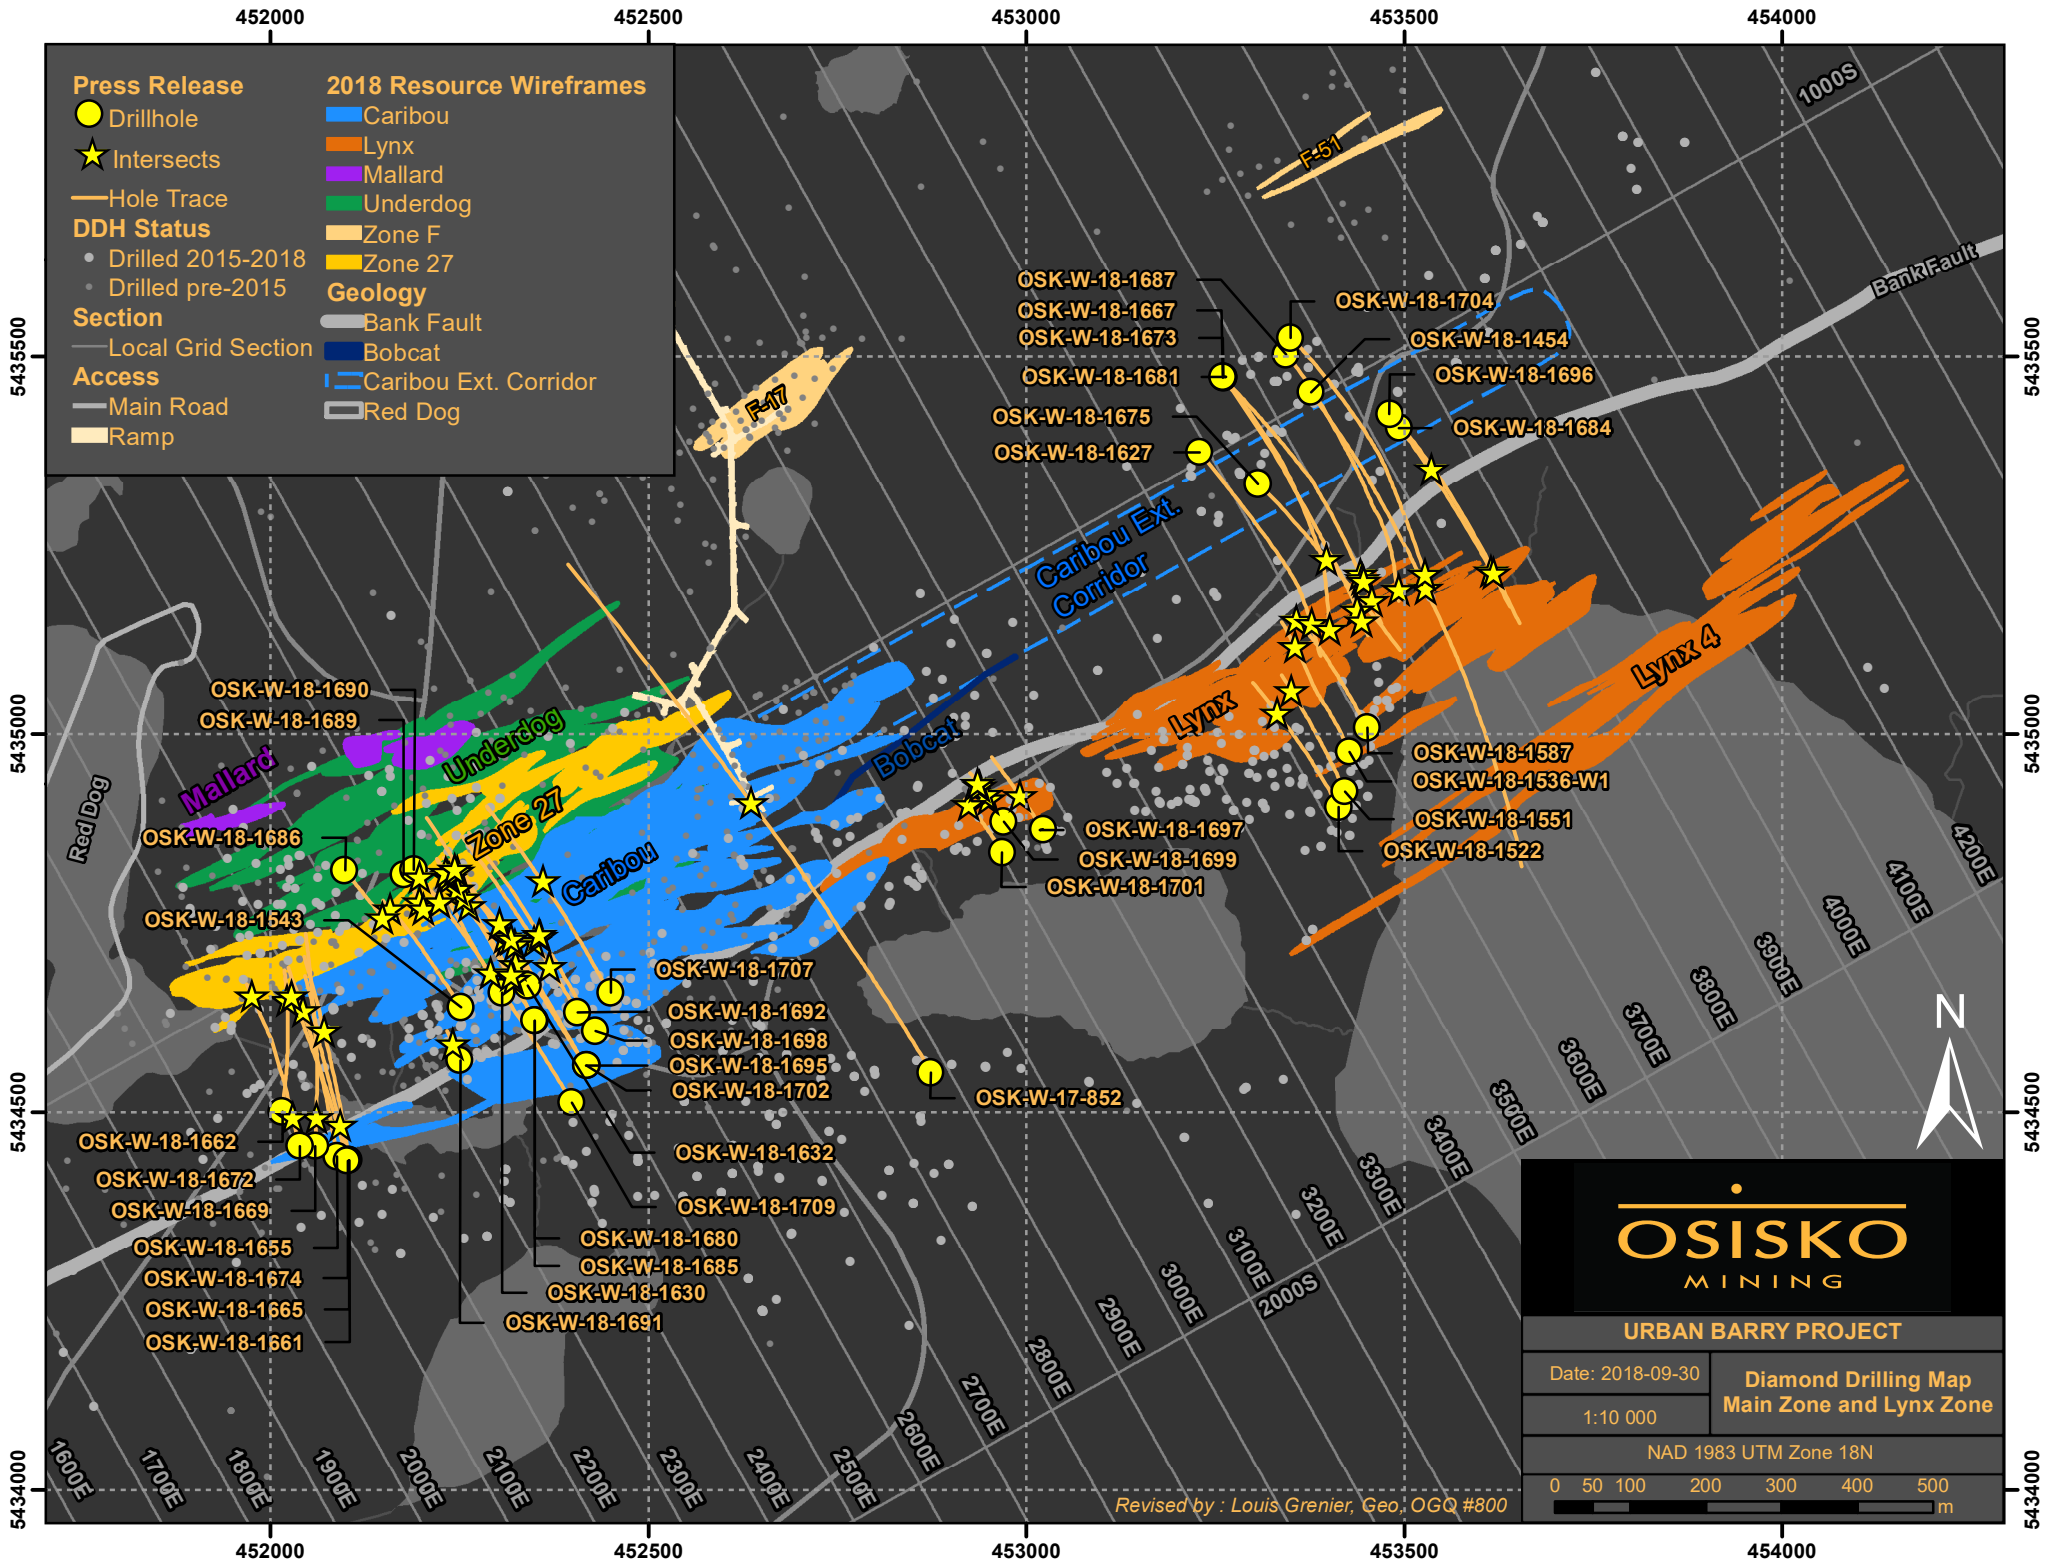 452000
452500
453000
453500
454000
Press Release
Drillhole
Intersects
Hole Trace
DDH Status
Drilled 2015-2018
Drilled pre-2015
Section
Local Grid Section
Access
Main Road
Ramp
2018 Resource Wireframes
Caribou
Lynx
Mallard
Underdog
Zone F
Zone 27
Geology
Bank Fault
Bobcat
Caribou Ext. Corridor
Red Dog
1000S
F-51
Bank Fault
OSK-W-18-1687
OSK-W-18-1704
OSK-W-18-1667
OSK-W-18-1673
OSK-W-18-1454
OSK-W-18-1681
OSK-W-18-1696
OSK-W-18-1675
OSK-W-18-1684
OSK-W-18-1627
5435500
5435500
F-17
Caribou Ext.
Corridor
Lynx 4
Lynx
OSK-W-18-1690
OSK-W-18-1689
Mallard
Underdog
Bobcat
5435000
5435000
Red Dog
Zone 27
Caribou
OSK-W-18-1686
OSK-W-18-1543
OSK-W-18-1587
OSK-W-18-1536-W1
OSK-W-18-1551
OSK-W-18-1522
OSK-W-18-1697
OSK-W-18-1699
OSK-W-18-1701
OSK-W-18-1707
OSK-W-18-1692
OSK-W-18-1698
OSK-W-18-1695
OSK-W-18-1702
OSK-W-17-852
OSK-W-18-1632
OSK-W-18-1709
OSK-W-18-1680
OSK-W-18-1685
OSK-W-18-1630
OSK-W-18-1691
OSK-W-18-1662
OSK-W-18-1672
OSK-W-18-1669
OSK-W-18-1655
OSK-W-18-1674
OSK-W-18-1665
OSK-W-18-1661
5434500
5434500
N
4200E
4100E
4000E
3900E
3800E
3700E
3600E
3500E
3400E
3300E
3200E
3100E
2000S
3000E
2900E
2800E
2700E
2600E
2500E
2400E
2300E
2200E
2100E
2000E
1900E
1800E
1700E
1600E
OSISKO
MINING
URBAN BARRY PROJECT
Date: 2018-09-30
1:10 000
Diamond Drilling Map
Main Zone and Lynx Zone
NAD 1983 UTM Zone 18N
0 50 100 200 300 400 500
m
Revised by : Louis Grenier, Geo, OGQ #800
5434000
5434000
452000
452500
453000
453500
454000